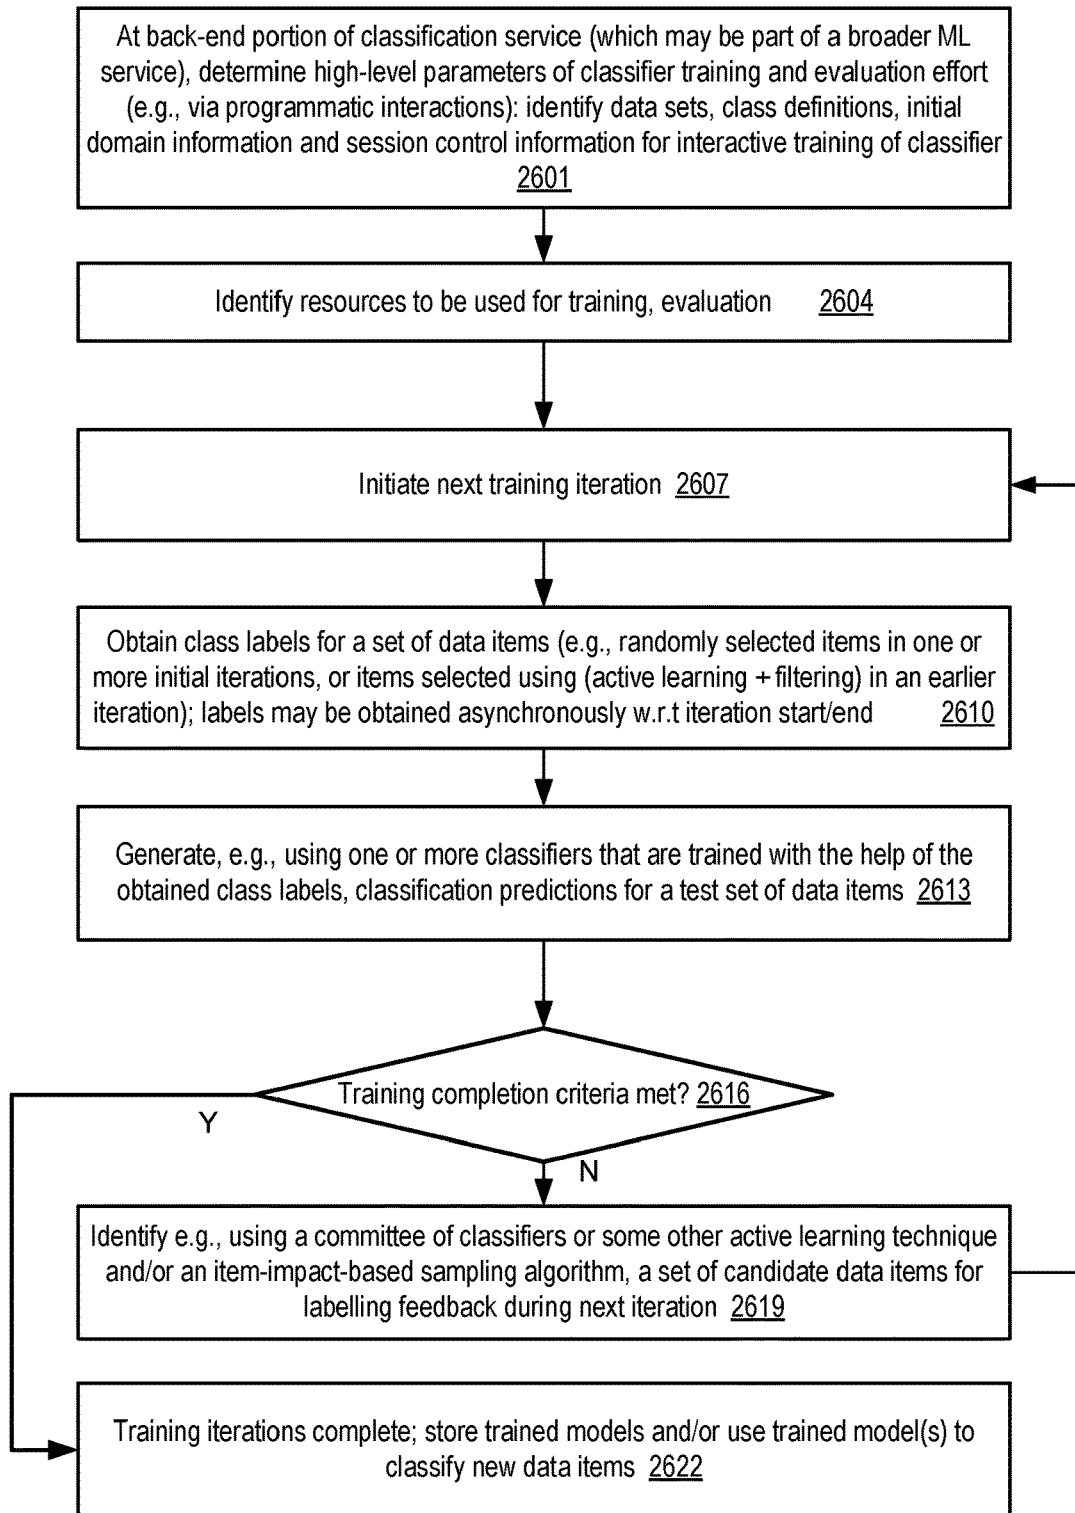 At back-end portion of classification service (which may be part of a broader ML
service), determine high-level parameters of classifier training and evaluation effort
(e.g., via programmatic interactions): identify data sets, class definitions, initial
domain information and session control information for interactive training of classifier
2601
Identify resources to be used for training, evaluation 2604
Initiate next training iteration 2607
Obtain class labels for a set of data items (e.g., randomly selected items in one or
more initial iterations, or items selected using (active learning + filtering) in an earlier
iteration); labels may be obtained asynchronously w.r.t iteration start/end 2610
Generate, e.g., using one or more classifiers that are trained with the help of the
obtained class labels, classification predictions for a test set of data items 2613
Training completion criteria met? 2616
Y
N
Identify e.g., using a committee of classifiers or some other active learning technique
and/or an item-impact-based sampling algorithm, a set of candidate data items for
labelling feedback during next iteration 2619
Training iterations complete; store trained models and/or use trained model(s) to
classify new data items 2622